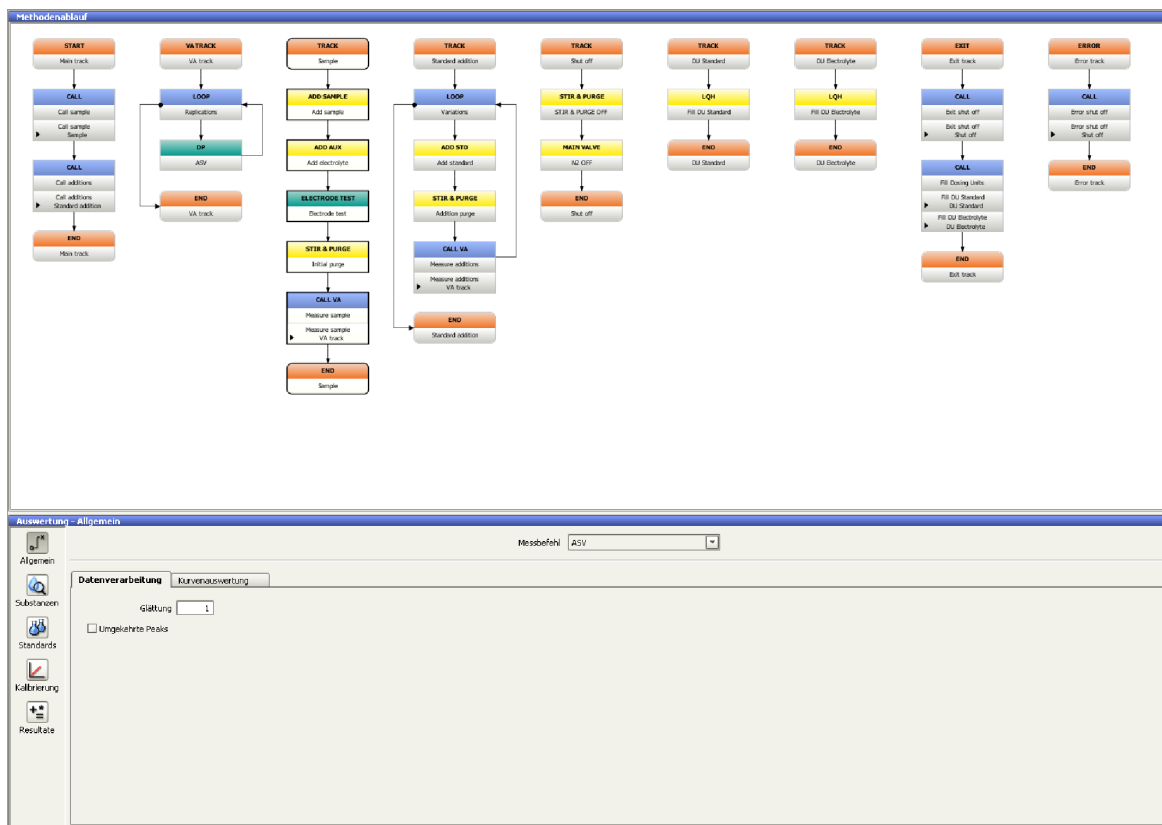 Methodenablauf
START
Main track
CALL
Call sample
Call sample
Sample
CALL
Call additions
Call additions
Standard addition
END
Main track
VA TRACK
VA track
LOOP
Replications
DP
ASV
END
VA track
TRACK
Sample
ADD SAMPLE
Add sample
ADD AUX
Add electrolyte
ELECTRODE TEST
Electrode test
STIR & PURGE
Initial purge
CALL VA
Measure sample
Measure sample
VA track
END
Sample
TRACK
Standard addition
LOOP
Variations
ADD STD
Add standard
STIR & PURGE
Addition purge
CALL VA
Measure additions
Measure additions
VA track
END
Standard addition
TRACK
Shut off
STIR & PURGE
STIR & PURGE OFF
MAIN VALVE
N2 OFF
END
Shut off
TRACK
DU Standard
LQH
Fill DU Standard
END
DU Standard
TRACK
DU Electrolyte
LQH
Fill DU Electrolyte
END
DU Electrolyte
EXIT
Exit track
CALL
Exit shut off
Exit shut off
Shut off
CALL
Fill Dosing Units
Fill DU Standard
DU Standard
Fill DU Electrolyte
DU Electrolyte
END
Exit track
ERROR
Error track
CALL
Error shut off
Error shut off
Shut off
END
Error track
Auswertung - Allgemein
Allgemein
Substanzen
Standards
Kalibrierung
Resultate
Messbefehl ASV
Datenverarbeitung Kurvenauswertung
Glättung 1
Umgekehrte Peaks